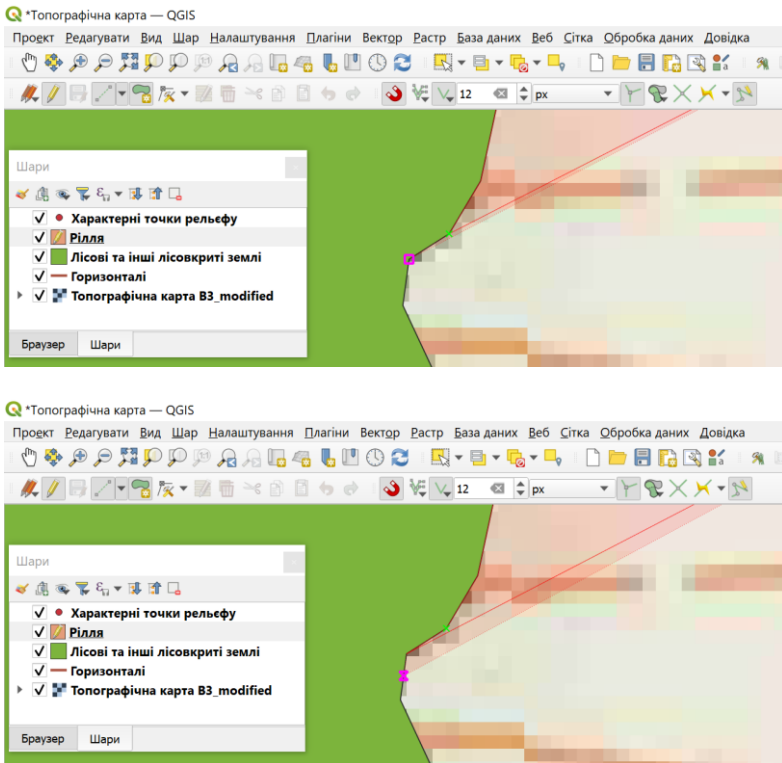 *Топографічна карта — QGIS
Проект Редагувати Вид Шар Налаштування Плагіни Вектор Растр База даних Веб Сітка Обробка даних Довідка
12 px
Шари
Характерні точки рельєфу
Рілля
Лісові та інші лісовкриті землі
Горизонталі
Топографічна карта В3_modified
Браузер Шари
*Топографічна карта — QGIS
Проект Редагувати Вид Шар Налаштування Плагіни Вектор Растр База даних Веб Сітка Обробка даних Довідка
12 px
Шари
Характерні точки рельєфу
Рілля
Лісові та інші лісовкриті землі
Горизонталі
Топографічна карта В3_modified
Браузер Шари